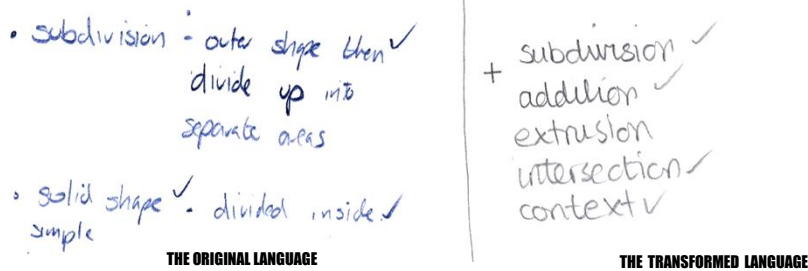 • subdivision - outer shape then ✓
divide up into
separate areas
• solid shape ✓ - divided inside ✓
simple
THE ORIGINAL LANGUAGE
+ subdivision ✓
addition ✓
extrusion
intersection ✓
context ✓
THE TRANSFORMED LANGUAGE